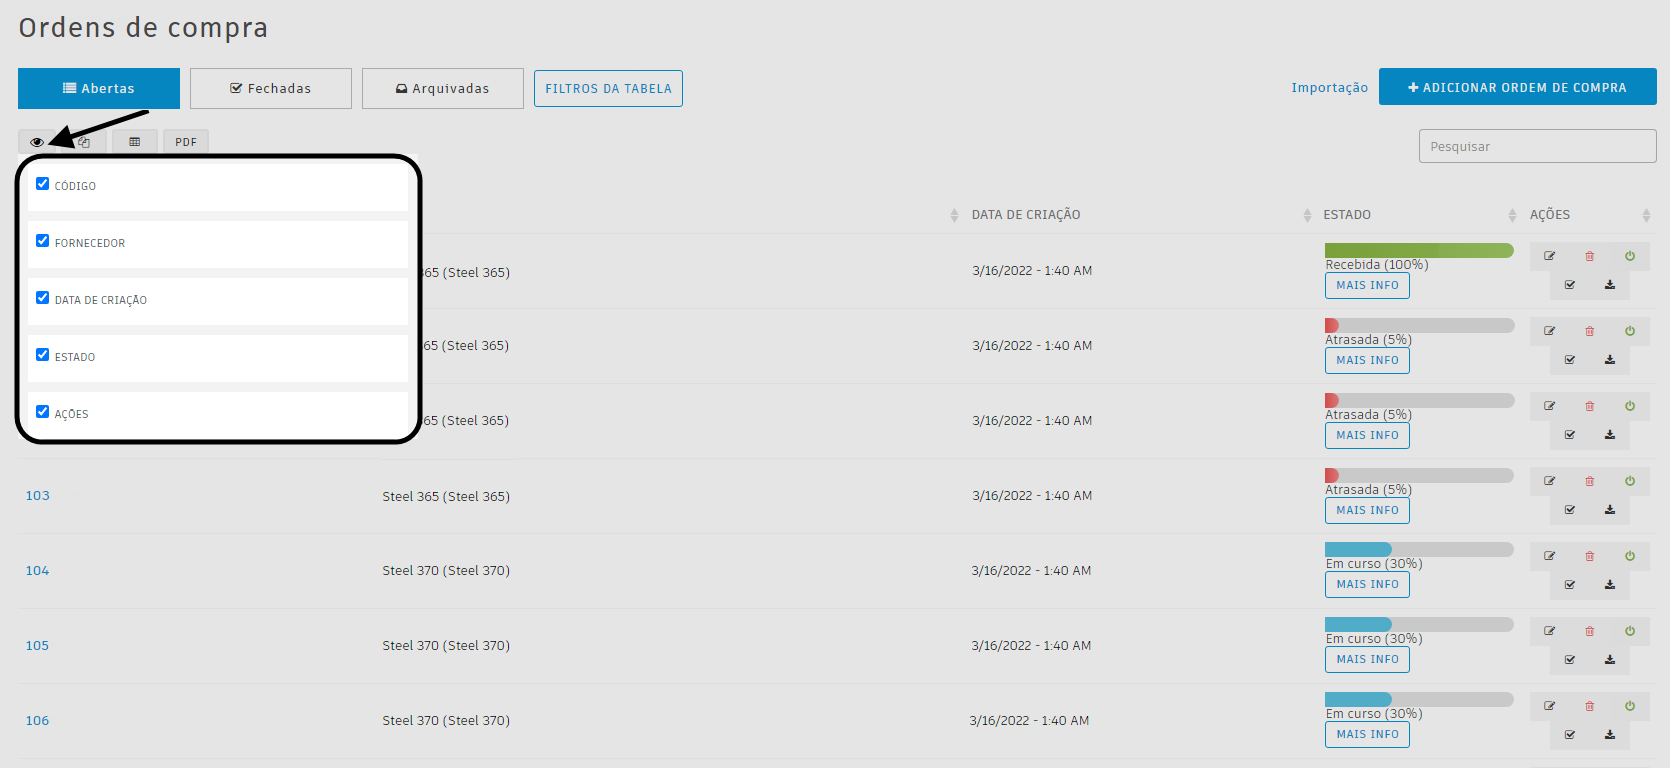 Ordens de compra
Abertas
Fechadas
Arquivadas
FILTROS DA TABELA
Importação
ADICIONAR ORDEM DE COMPRA
PDF
Pesquisar
CÓDIGO
FORNECEDOR
DATA DE CRIAÇÃO
ESTADO
AÇÕES
DATA DE CRIAÇÃO
ESTADO
AÇÕES
365 (Steel 365)
3/16/2022 - 1:40 AM
Recebida (100%)
MAIS INFO
65 (Steel 365)
3/16/2022 - 1:40 AM
Atrasada (5%)
MAIS INFO
65 (Steel 365)
3/16/2022 - 1:40 AM
Atrasada (5%)
MAIS INFO
103
Steel 365 (Steel 365)
3/16/2022 - 1:40 AM
Atrasada (5%)
MAIS INFO
104
Steel 370 (Steel 370)
3/16/2022 - 1:40 AM
Em curso (30%)
MAIS INFO
105
Steel 370 (Steel 370)
3/16/2022 - 1:40 AM
Em curso (30%)
MAIS INFO
106
Steel 370 (Steel 370)
3/16/2022 - 1:40 AM
Em curso (30%)
MAIS INFO